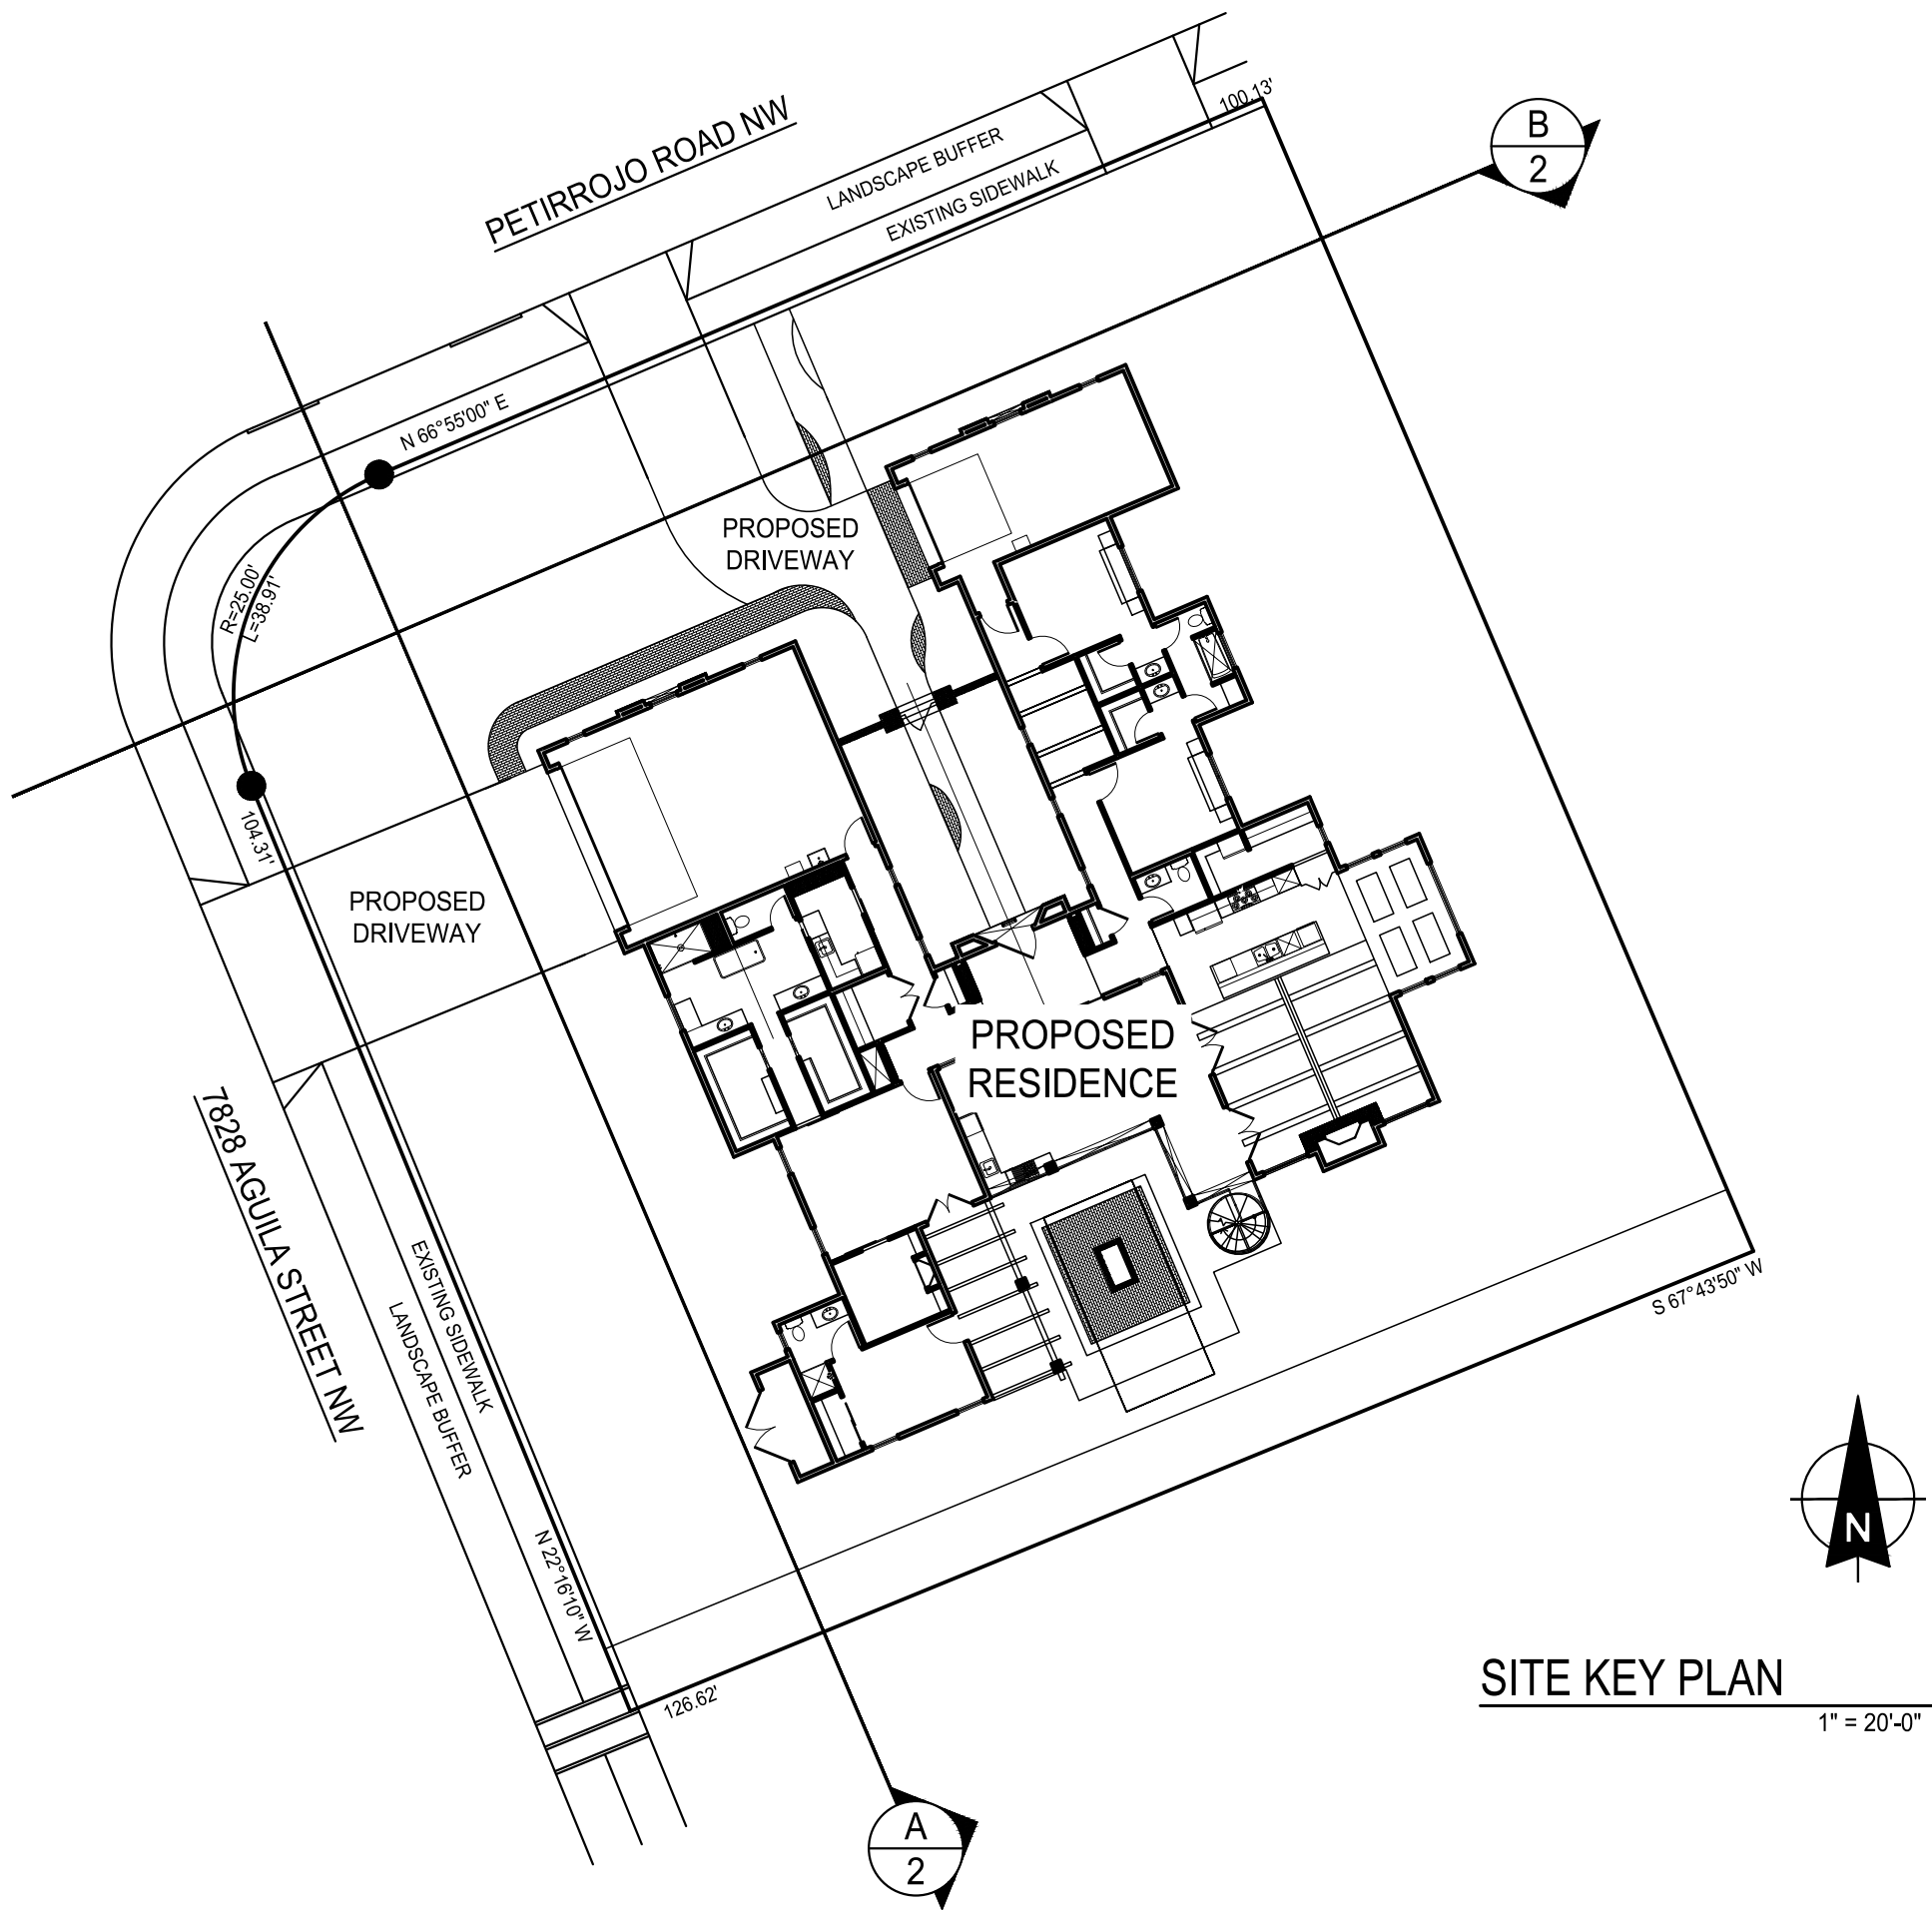 PETIRROJO ROAD NW
LANDSCAPE BUFFER
EXISTING SIDEWALK
100.13'
B
2
N 66°55'00" E
R=25.00'
L=38.91'
PROPOSED
DRIVEWAY
104.31'
PROPOSED
DRIVEWAY
PROPOSED
RESIDENCE
7828 AGUILA STREET NW
EXISTING SIDEWALK
LANDSCAPE BUFFER
N 22°16'10" W
S 67°43'50" W
126.62'
N
SITE KEY PLAN
1" = 20'-0"
A
2